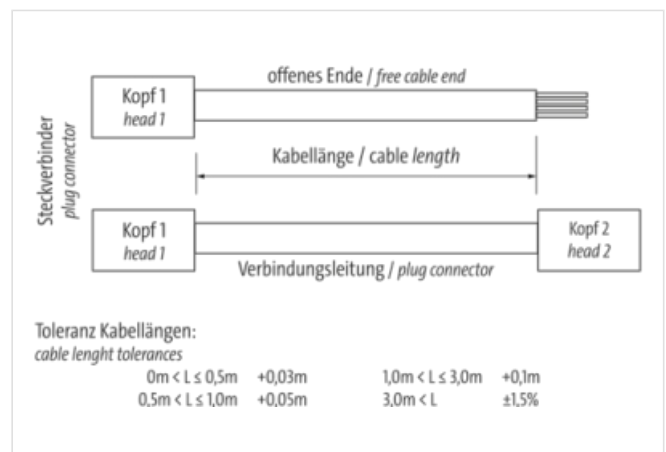 offenes Ende / free cable end
Kopf 1
head 1
Steckverbinder
plug connector
Kabellänge / cable length
Kopf 1
head 1
Kopf 2
head 2
Verbindungsleitung / plug connector
Toleranz Kabellängen:
cable lenght tolerances
0m < L ≤ 0,5m +0,03m 1,0m < L ≤ 3,0m +0,1m
0,5m < L ≤ 1,0m +0,05m 3,0m < L ±1,5%